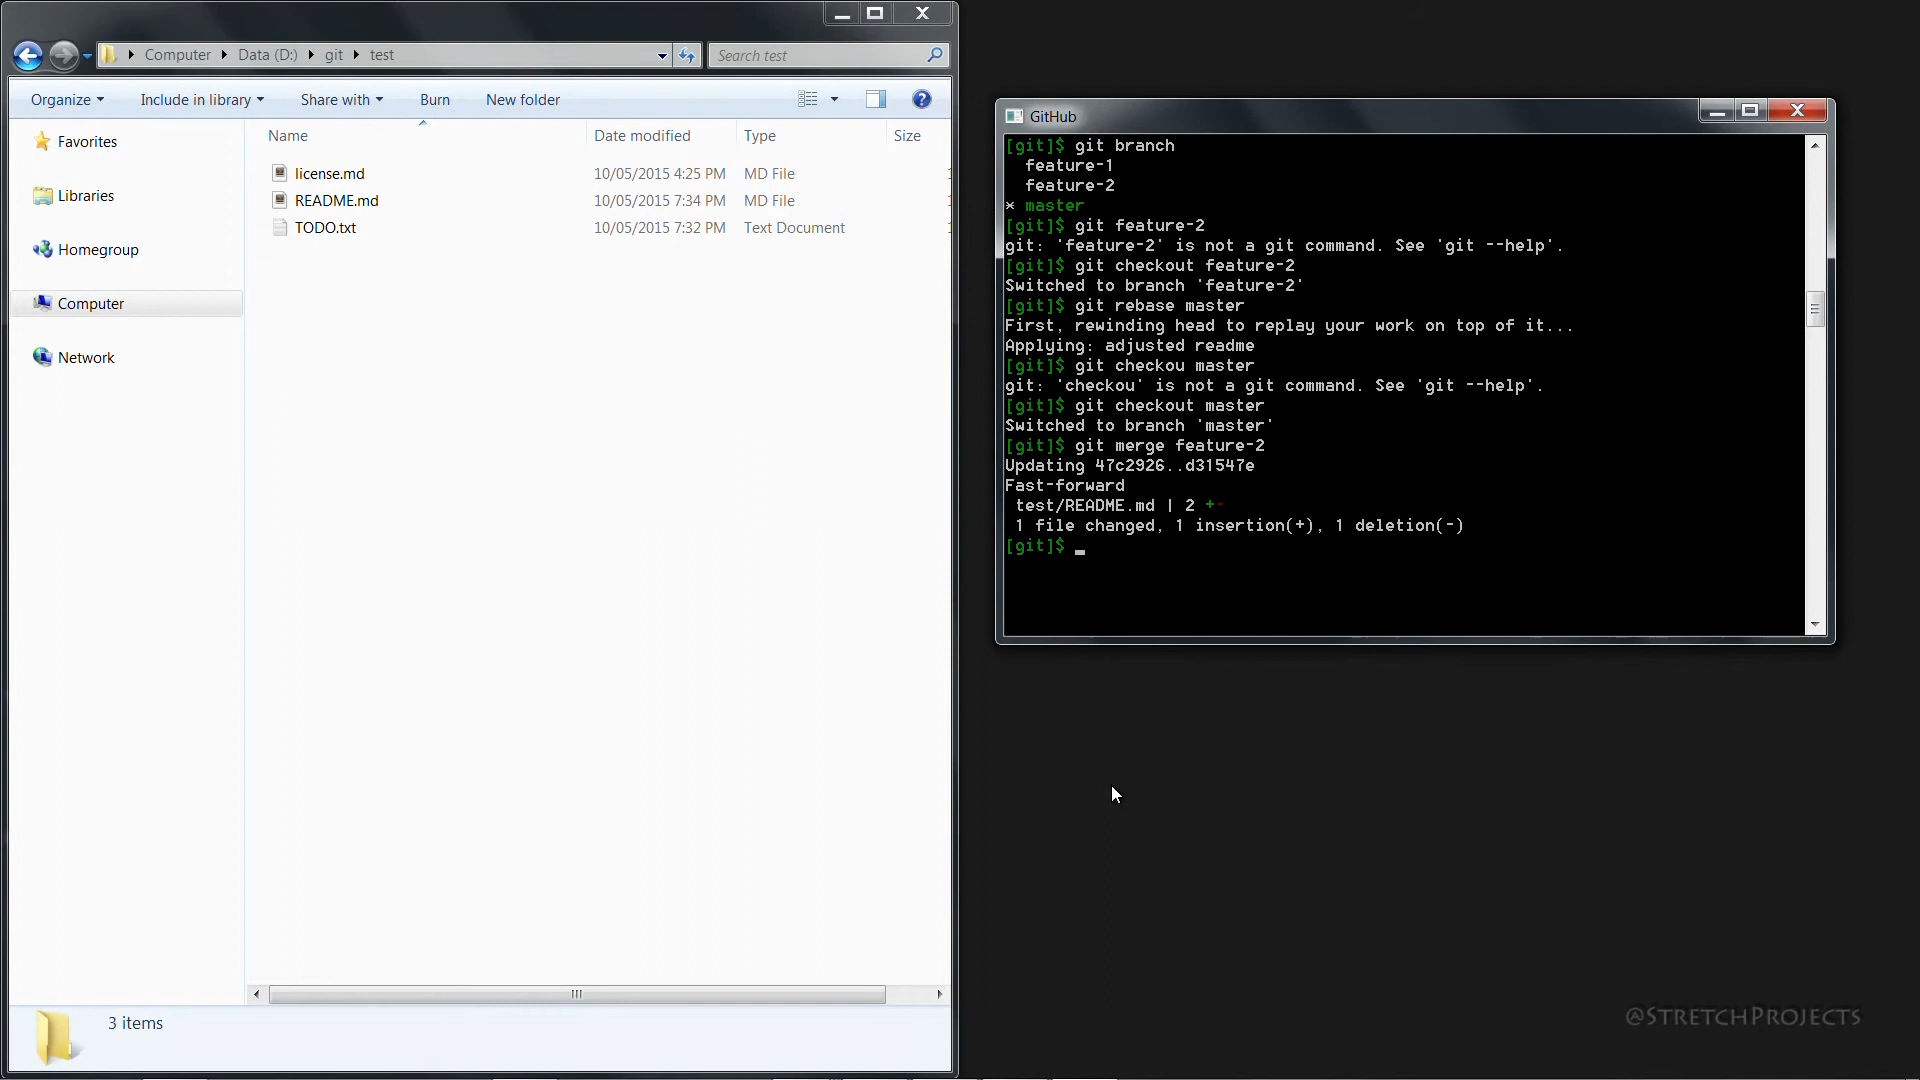 Computer Data (D:) git test
Search test
Organize Include in library Share with Burn New folder
Name Date modified Type Size
Favorites
Libraries
Homegroup
Computer
Network
license.md 10/05/2015 4:25 PM MD File
README.md 10/05/2015 7:34 PM MD File
TODO.txt 10/05/2015 7:32 PM Text Document
3 items
GitHub
[git]$ git branch
feature-1
feature-2
* master
[git]$ git feature-2
git: 'feature-2' is not a git command. See 'git --help'.
[git]$ git checkout feature-2
Switched to branch 'feature-2'
[git]$ git rebase master
First, rewinding head to replay your work on top of it...
Applying: adjusted readme
[git]$ git checkou master
git: 'checkou' is not a git command. See 'git --help'.
[git]$ git checkout master
Switched to branch 'master'
[git]$ git merge feature-2
Updating 47c2926..d31547e
Fast-forward
test/README.md | 2 +-
1 file changed, 1 insertion(+), 1 deletion(-)
[git]$ _
@StretchProjects